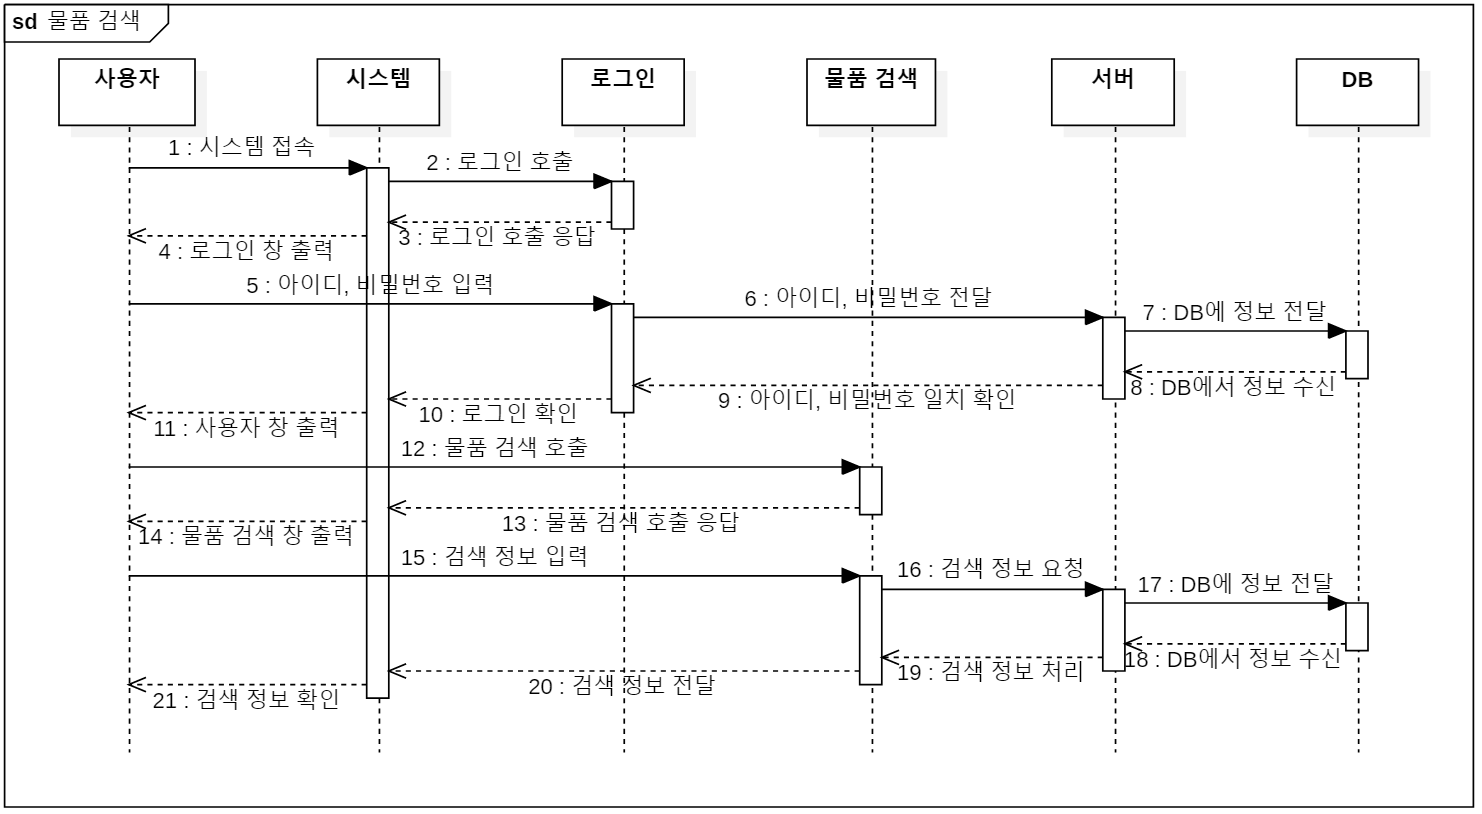 sd 물품 검색
사용자
시스템
로그인
물품 검색
서버
DB
1 : 시스템 접속
2 : 로그인 호출
3 : 로그인 호출 응답
4 : 로그인 창 출력
5 : 아이디, 비밀번호 입력
6 : 아이디, 비밀번호 전달
7 : DB에 정보 전달
8 : DB에서 정보 수신
9 : 아이디, 비밀번호 일치 확인
10 : 로그인 확인
11 : 사용자 창 출력
12 : 물품 검색 호출
13 : 물품 검색 호출 응답
14 : 물품 검색 창 출력
15 : 검색 정보 입력
16 : 검색 정보 요청
17 : DB에 정보 전달
18 : DB에서 정보 수신
19 : 검색 정보 처리
20 : 검색 정보 전달
21 : 검색 정보 확인